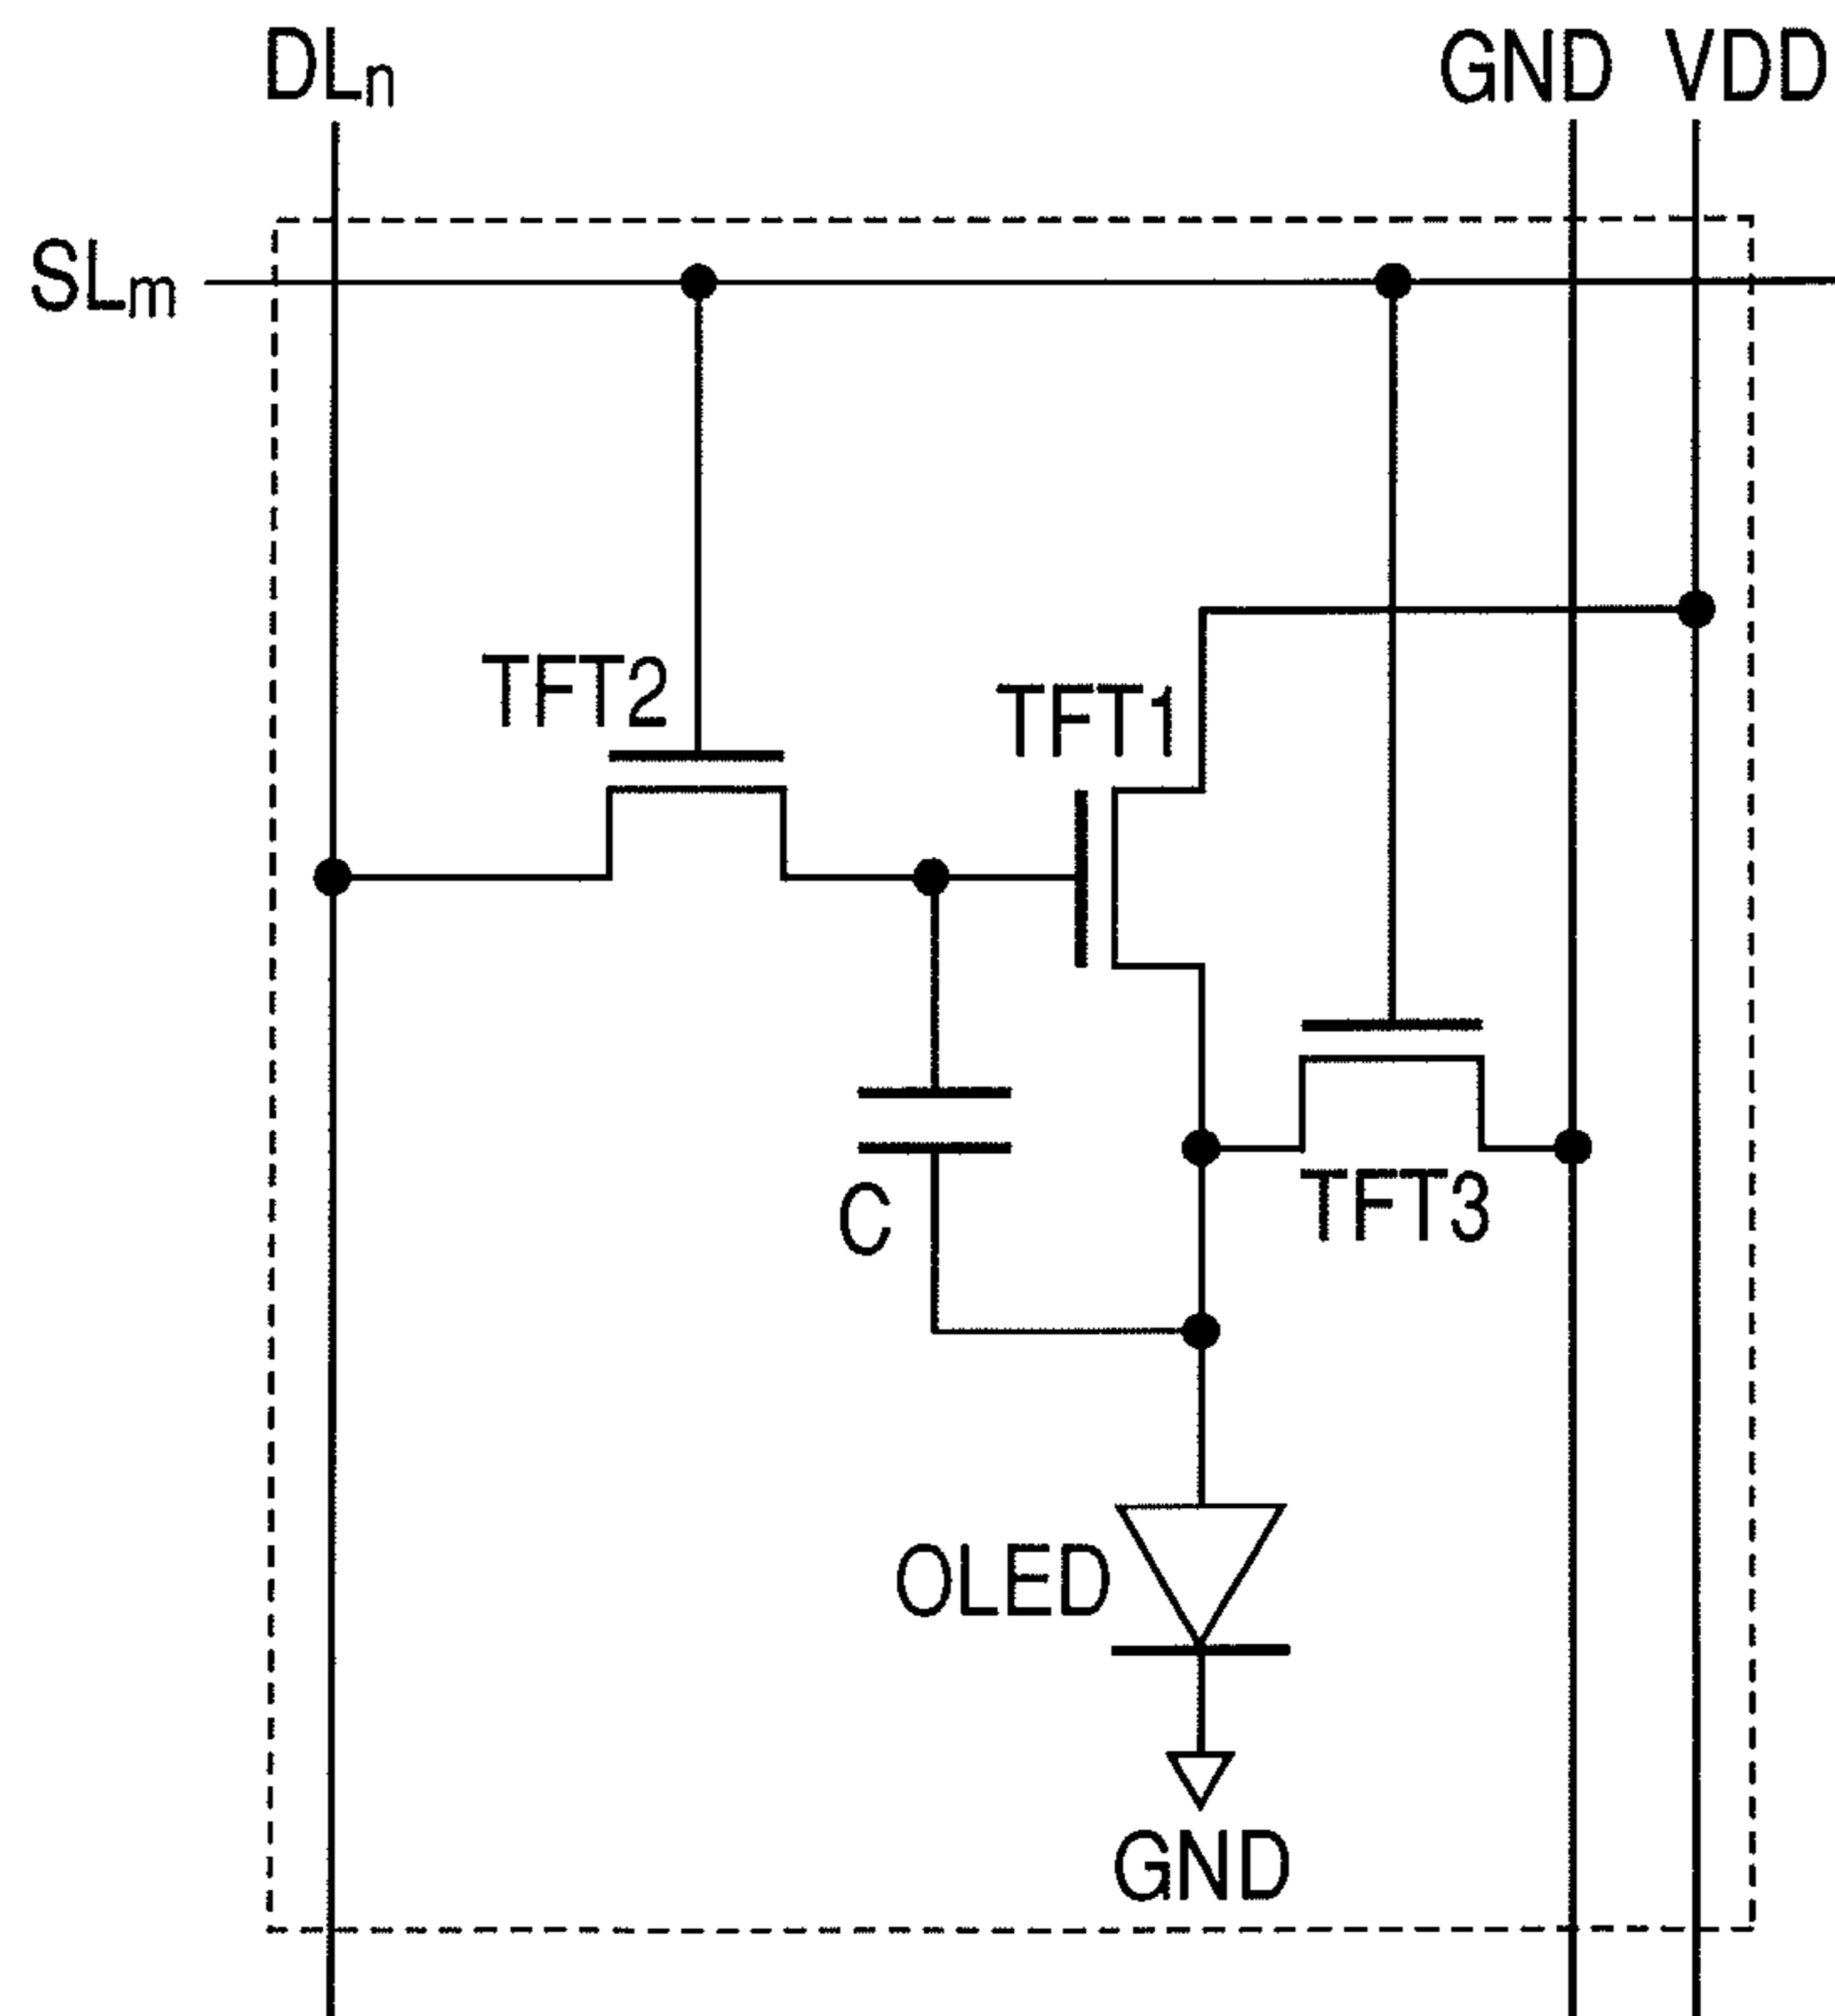 DLn
GND
VDD
SLm
TFT2
TFT1
TFT3
C
OLED
GND